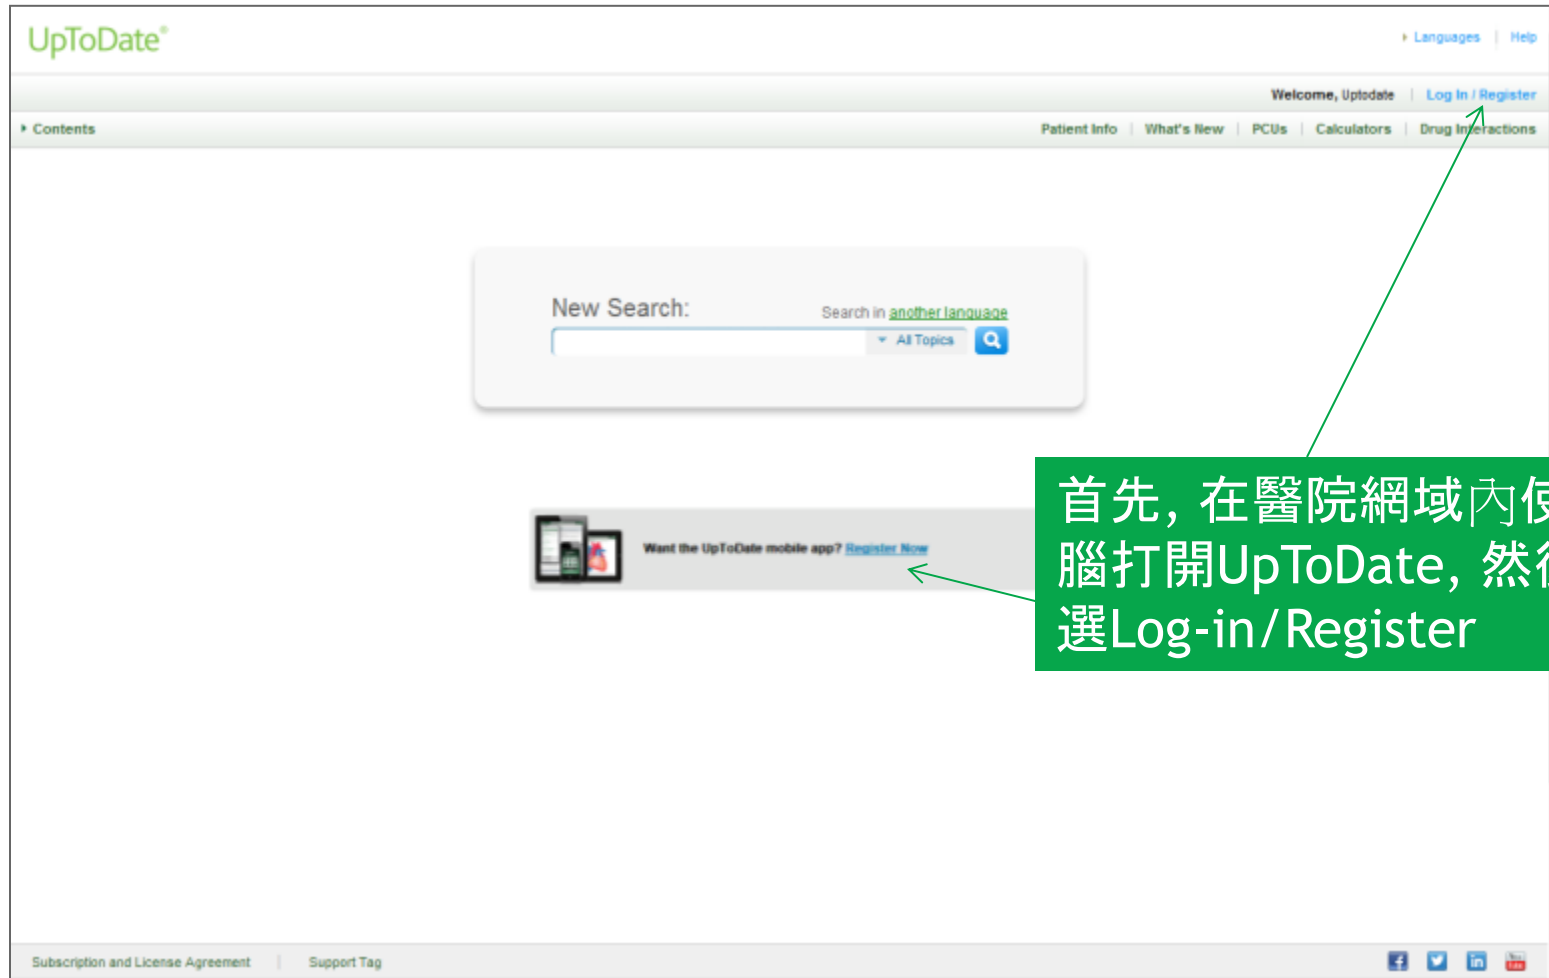 UpToDate®
Languages | Help
Welcome, Uptodate | Log In / Register
Contents
Patient Info | What's New | PCUs | Calculators | Drug Interactions
New Search:
Search in another language
All Topics
首先, 在醫院網域內使
腦打開UpToDate, 然
選Log-in/Register
Want the UpToDate mobile app? Register Now
Subscription and License Agreement | Support Tag